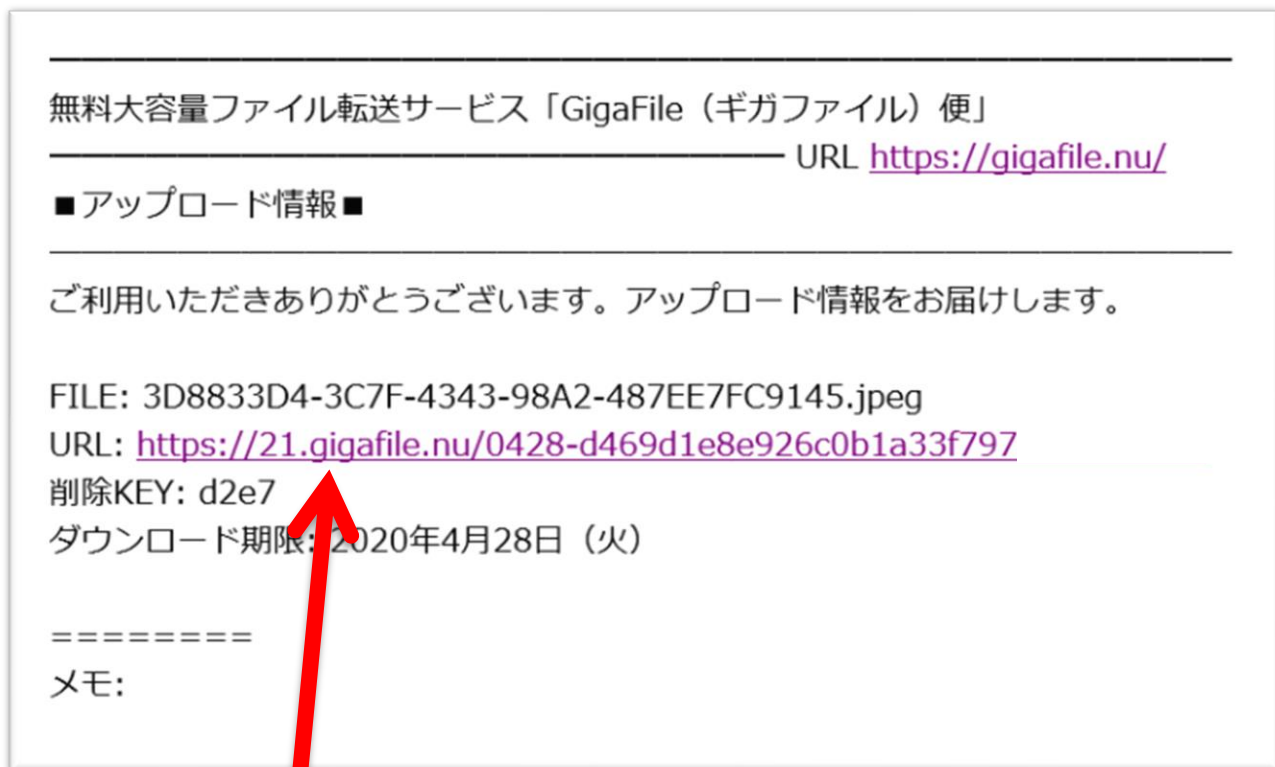 無料大容量ファイル転送サービス「GigaFile（ギガファイル）便」
URL https://gigafile.nu/
■アップロード情報■
ご利用いただきありがとうございます。アップロード情報をお届けします。
FILE: 3D8833D4-3C7F-4343-98A2-487EE7FC9145.jpeg
URL: https://21.gigafile.nu/0428-d469d1e8e926c0b1a33f797
削除KEY: d2e7
ダウンロード期限: 2020年4月28日（火）
========
メモ: